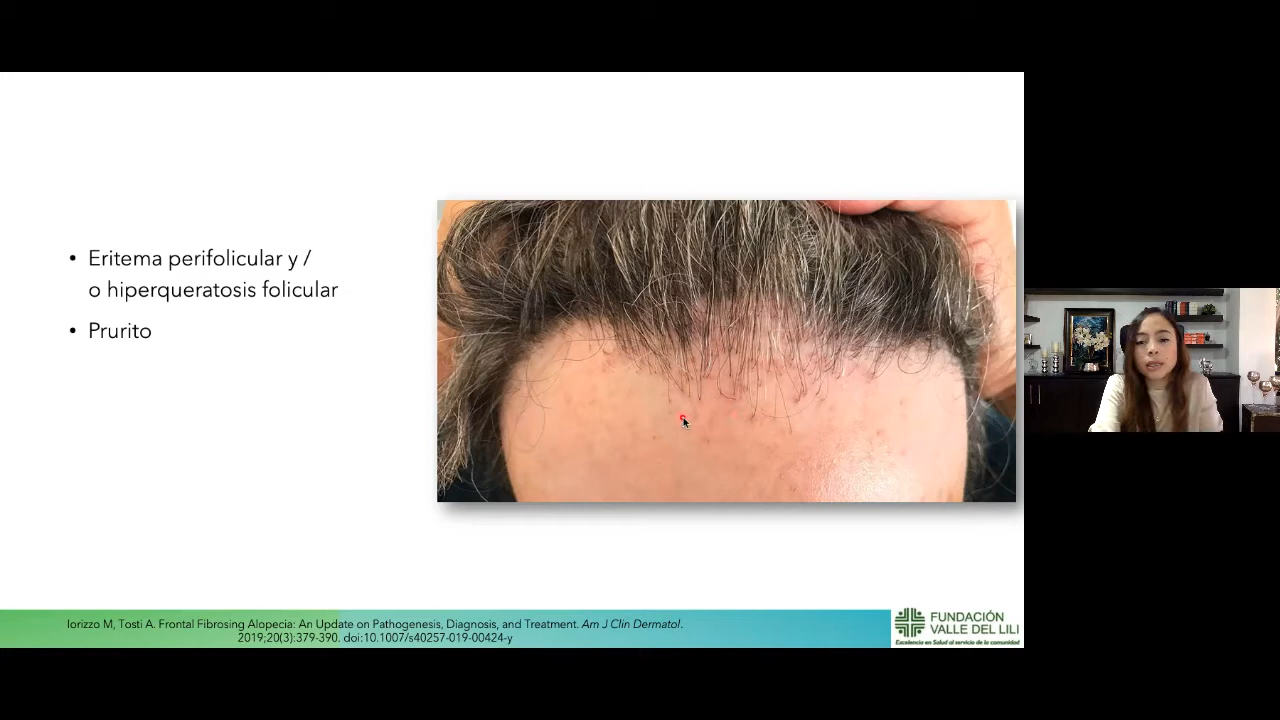 • Eritema perifolicular y /
o hiperqueratosis folicular
• Prurito
Iorizzo M, Tosti A. Frontal Fibrosing Alopecia: An Update on Pathogenesis, Diagnosis, and Treatment. Am J Clin Dermatol.
2019;20(3):379-390. doi:10.1007/s40257-019-00424-y
FUNDACIÓN
VALLE DEL LILI
Excelencia en Salud al servicio de la comunidad